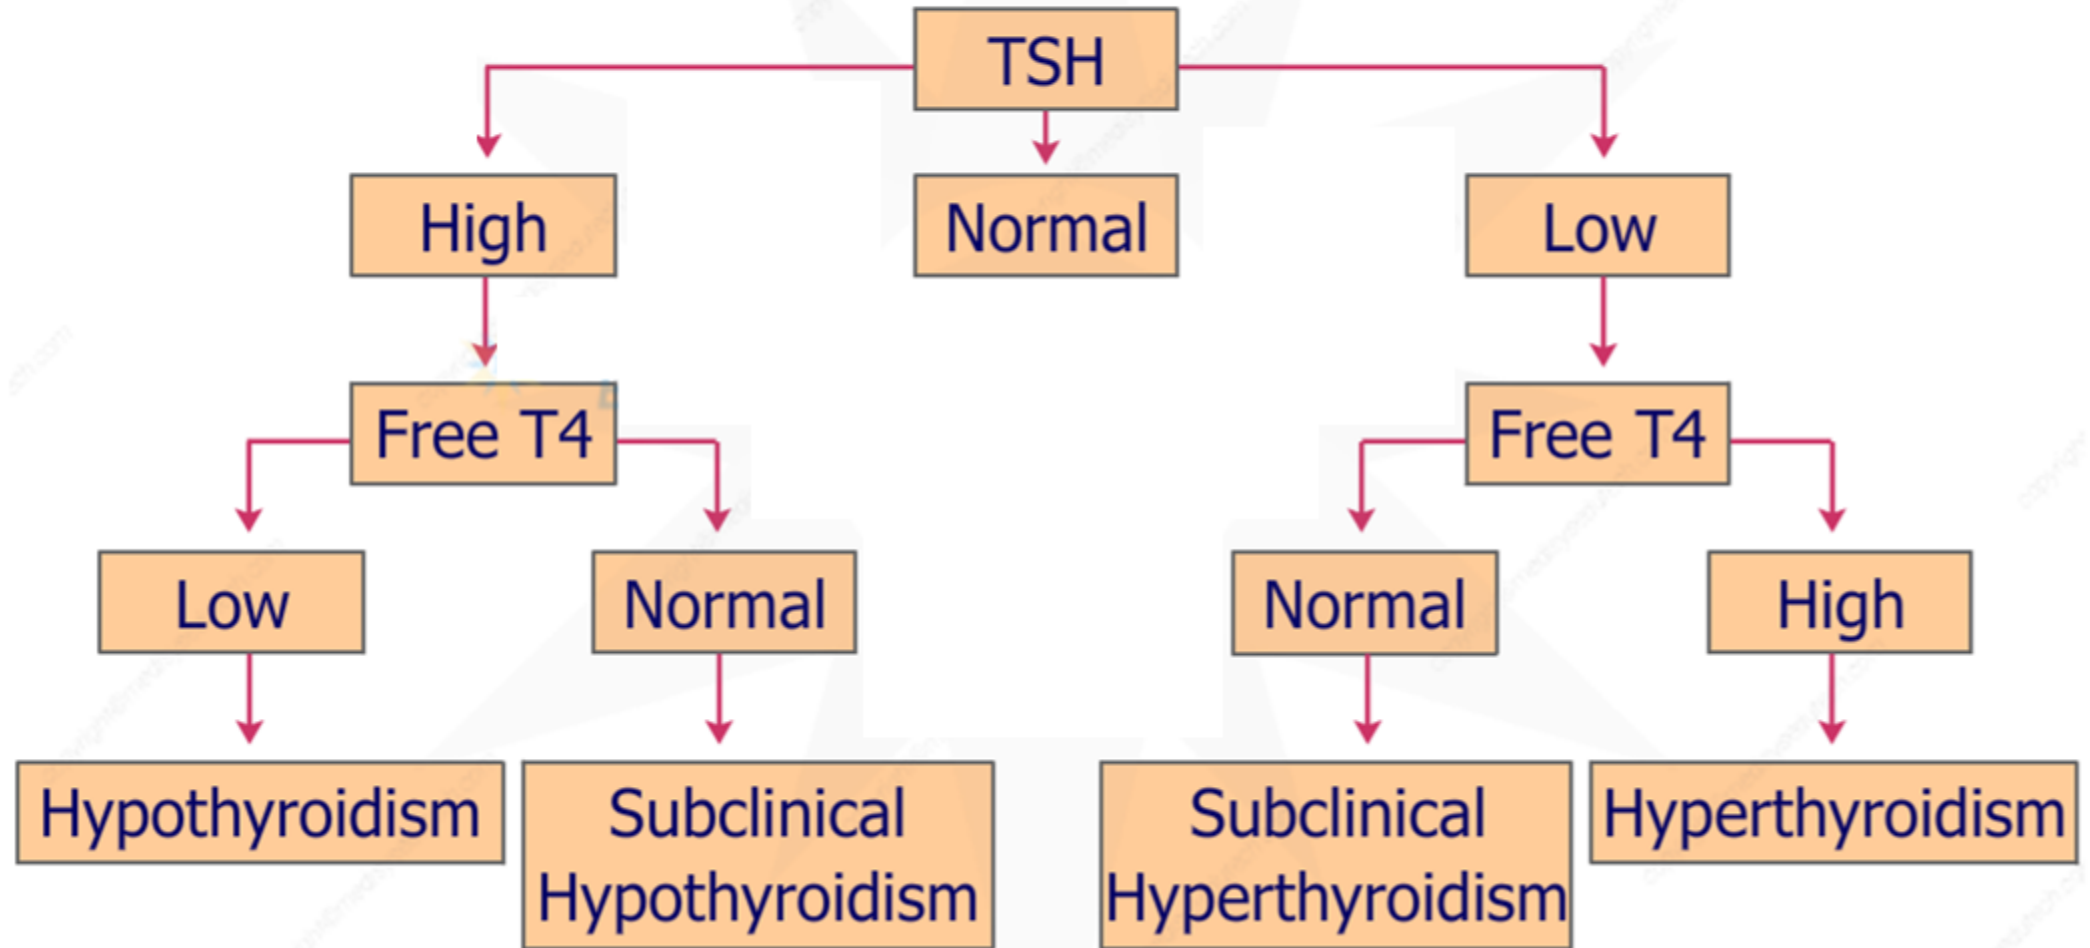 TSH
High
Normal
Low
Free T4
Free T4
Low
Normal
Normal
High
Hypothyroidism
Subclinical
Hypothyroidism
Subclinical
Hyperthyroidism
Hyperthyroidism